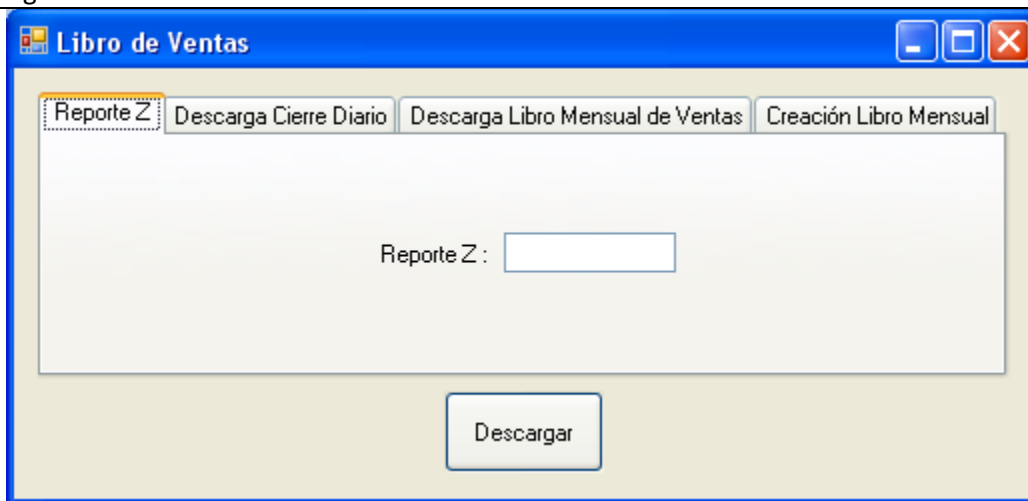 Libro de Ventas
Reporte Z Descarga Cierre Diario Descarga Libro Mensual de Ventas Creación Libro Mensual
Reporte Z :
Descargar